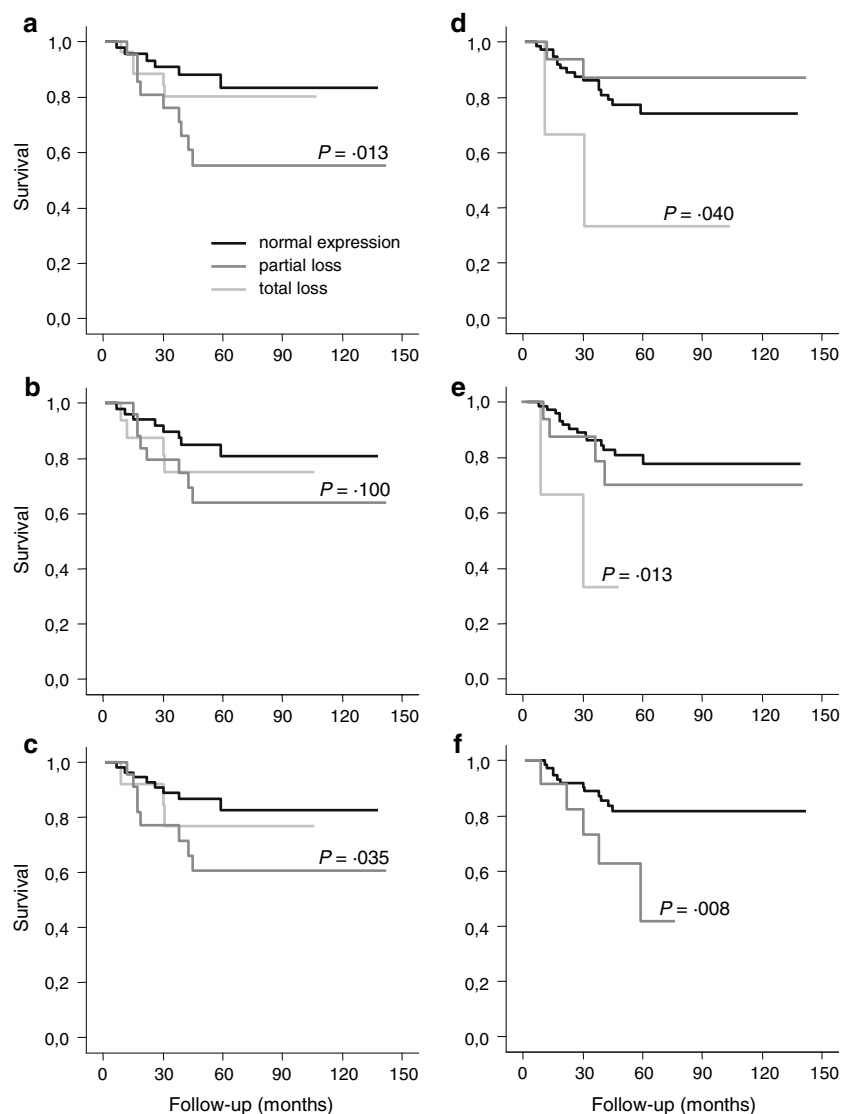 a
1,0
0,8
0,6
0,4
0,2
0,0
Survival
P = ·013
normal expression
partial loss
total loss
0 30 60 90 120 150
b
1,0
0,8
0,6
0,4
0,2
0,0
Survival
P = ·100
0 30 60 90 120 150
c
1,0
0,8
0,6
0,4
0,2
0,0
Survival
P = ·035
0 30 60 90 120 150
Follow-up (months)
d
1,0
0,8
0,6
0,4
0,2
0,0
P = ·040
0 30 60 90 120 150
e
1,0
0,8
0,6
0,4
0,2
0,0
P = ·013
0 30 60 90 120 150
f
1,0
0,8
0,6
0,4
0,2
0,0
P = ·008
0 30 60 90 120 150
Follow-up (months)